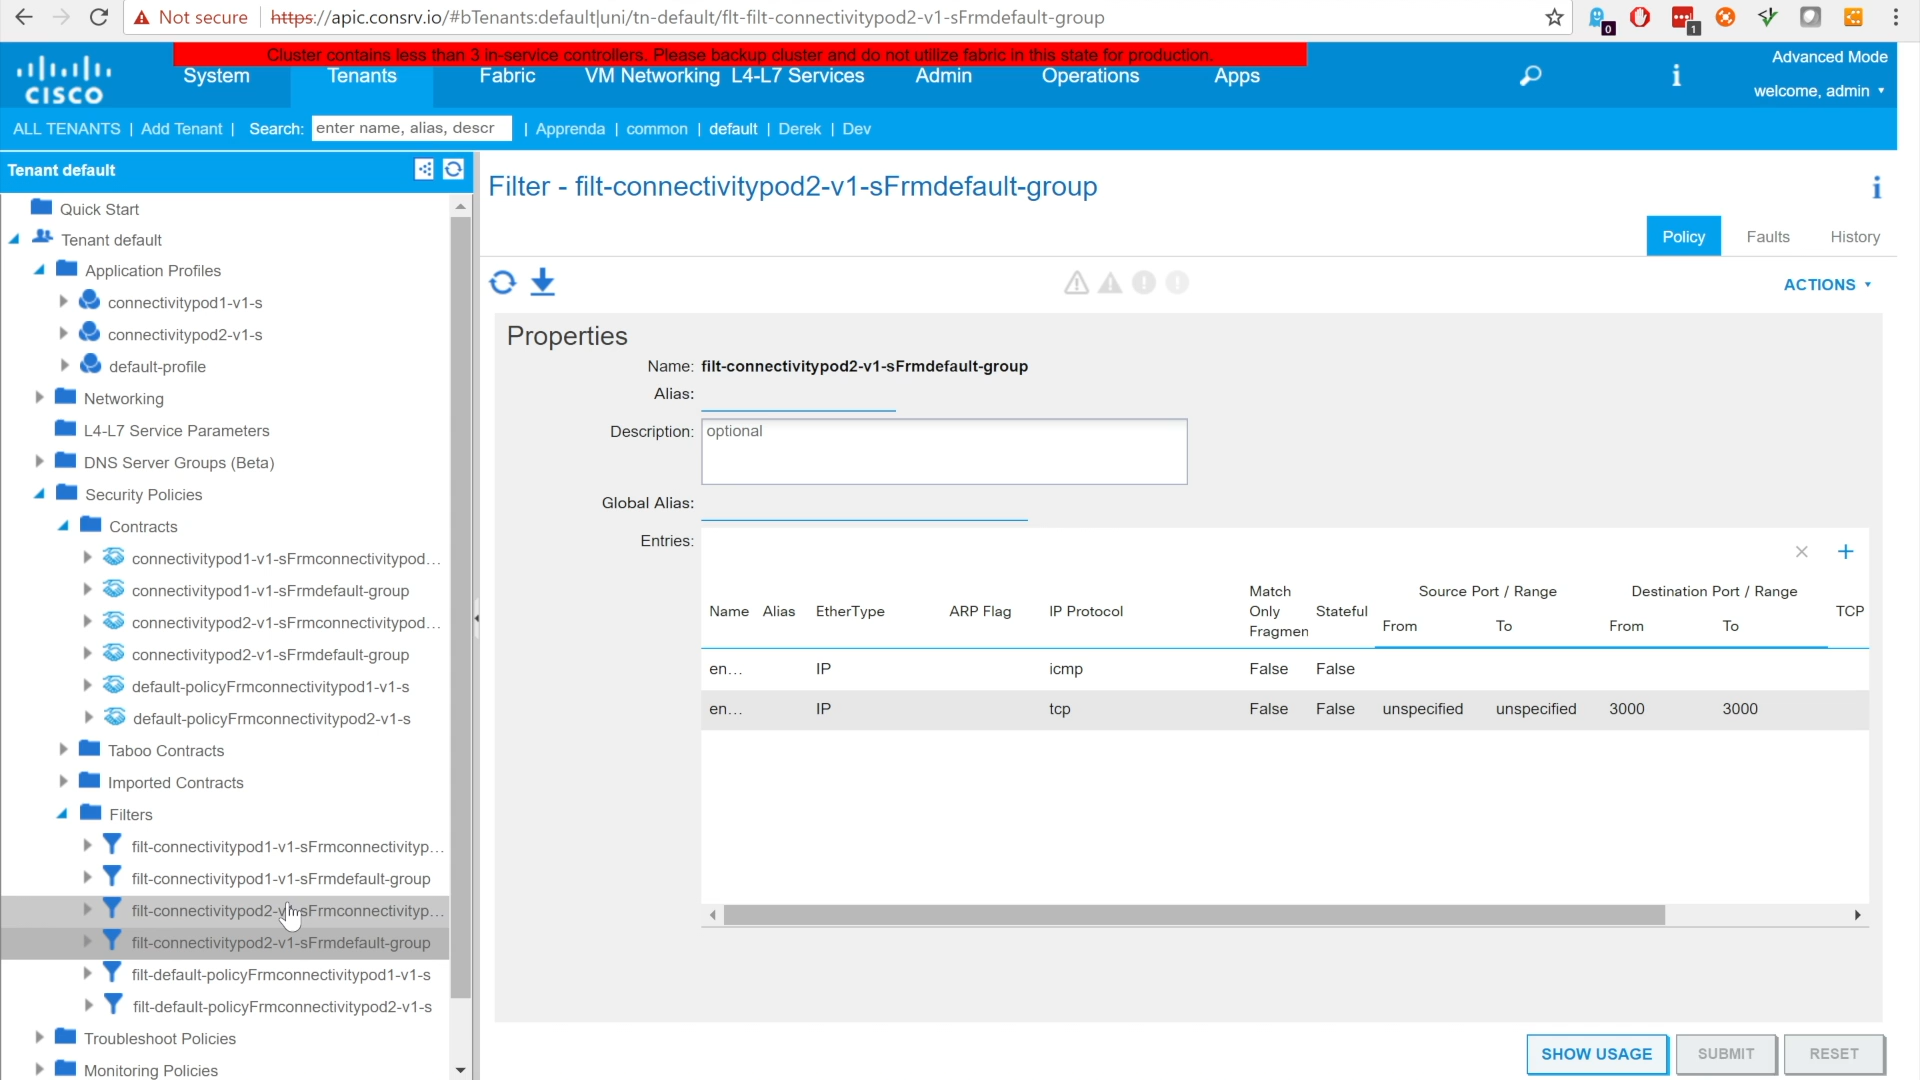 Not secure
https://apic.consrv.io/#bTenants:default|uni/tn-default/flt-filt-connectivitypod2-v1-sFrmdefault-group
0
1
Cluster contains less than 3 in-service controllers. Please backup cluster and do not utilize fabric in this state for production.
CISCO
System
Tenants
Fabric
VM Networking
L4-L7 Services
Admin
Operations
Apps
Advanced Mode
welcome, admin
ALL TENANTS | Add Tenant | Search: enter name, alias, descr | Apprenda | common | default | Derek | Dev
Tenant default
Quick Start
Tenant default
Application Profiles
connectivitypod1-v1-s
connectivitypod2-v1-s
default-profile
Networking
L4-L7 Service Parameters
DNS Server Groups (Beta)
Security Policies
Contracts
connectivitypod1-v1-sFrmconnectivitypod...
connectivitypod1-v1-sFrmdefault-group
connectivitypod2-v1-sFrmconnectivitypod...
connectivitypod2-v1-sFrmdefault-group
default-policyFrmconnectivitypod1-v1-s
default-policyFrmconnectivitypod2-v1-s
Taboo Contracts
Imported Contracts
Filters
filt-connectivitypod1-v1-sFrmconnectivityp...
filt-connectivitypod1-v1-sFrmdefault-group
filt-connectivitypod2-v1-sFrmconnectivityp...
filt-connectivitypod2-v1-sFrmdefault-group
filt-default-policyFrmconnectivitypod1-v1-s
filt-default-policyFrmconnectivitypod2-v1-s
Troubleshoot Policies
Monitoring Policies
Filter - filt-connectivitypod2-v1-sFrmdefault-group
Policy
Faults
History
ACTIONS
Properties
Name: filt-connectivitypod2-v1-sFrmdefault-group
Alias:
Description: optional
Global Alias:
Entries:
Name Alias EtherType ARP Flag IP Protocol Match Only Fragmen Stateful Source Port / Range From To Destination Port / Range From To TCP
en... IP icmp False False
en... IP tcp False False unspecified unspecified 3000 3000
SHOW USAGE
SUBMIT
RESET